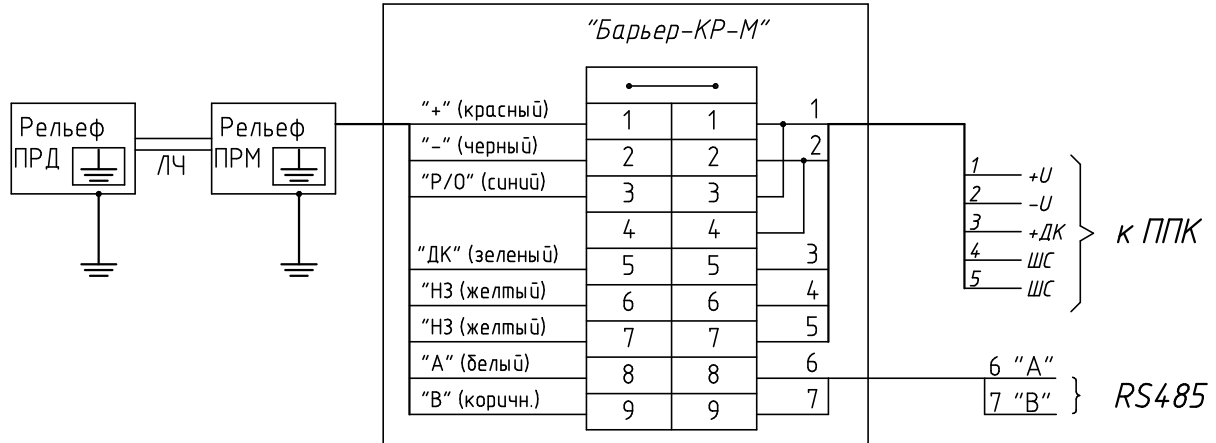 "Барьер-КР-М"
Рельеф
ПРД
ЛЧ
Рельеф
ПРМ
"+" (красный) 1 1 1
"-" (черный) 2 2 2
"Р/О" (синий) 3 3
4 4
"ДК" (зеленый) 5 5 3
"НЗ (желтый) 6 6 4
"НЗ (желтый) 7 7 5
"А" (белый) 8 8 6
"В" (коричн.) 9 9 7
1 +U
2 -U
3 +ДК
4 ШС
5 ШС
к ППК
6 "А"
7 "В"
RS485